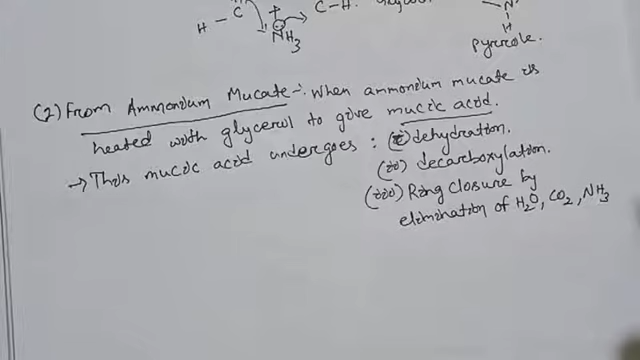 H - C
NH3
C-H.
N
H
pyrrole.
(2) From Ammonium Mucate :- When ammonium mucate is
heated with glycerol to give mucic acid.
→ This mucic acid undergoes : (i) dehydration.
(ii) decarboxylation.
(iii) Ring closure by
elimination of H2O, CO2, NH3